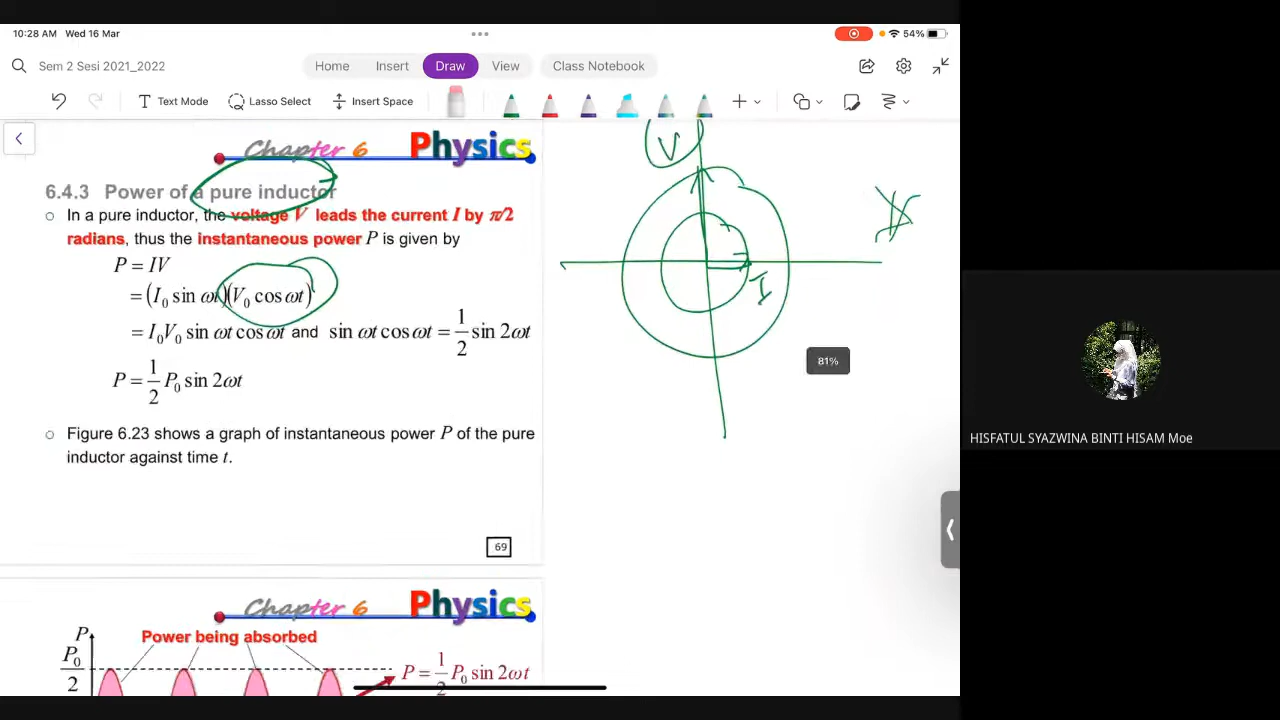 10:28 AM Wed 16 Mar
54%
Sem 2 Sesi 2021_2022
Home Insert Draw View Class Notebook
Text Mode Lasso Select Insert Space
Chapter 6 Physics
6.4.3 Power of a pure inductor
In a pure inductor, the voltage V leads the current I by π/2
radians, thus the instantaneous power P is given by
P = IV
= (I₀ sin ωt)(V₀ cos ωt)
= I₀V₀ sin ωt cos ωt and sin ωt cos ωt = 1/2 sin 2ωt
P = 1/2 P₀ sin 2ωt
Figure 6.23 shows a graph of instantaneous power P of the pure
inductor against time t.
69
Chapter 6 Physics
P
P₀/2
Power being absorbed
P = 1/2 P₀ sin 2ωt
V
I
81%
HISFATUL SYAZWINA BINTI HISAM Moe